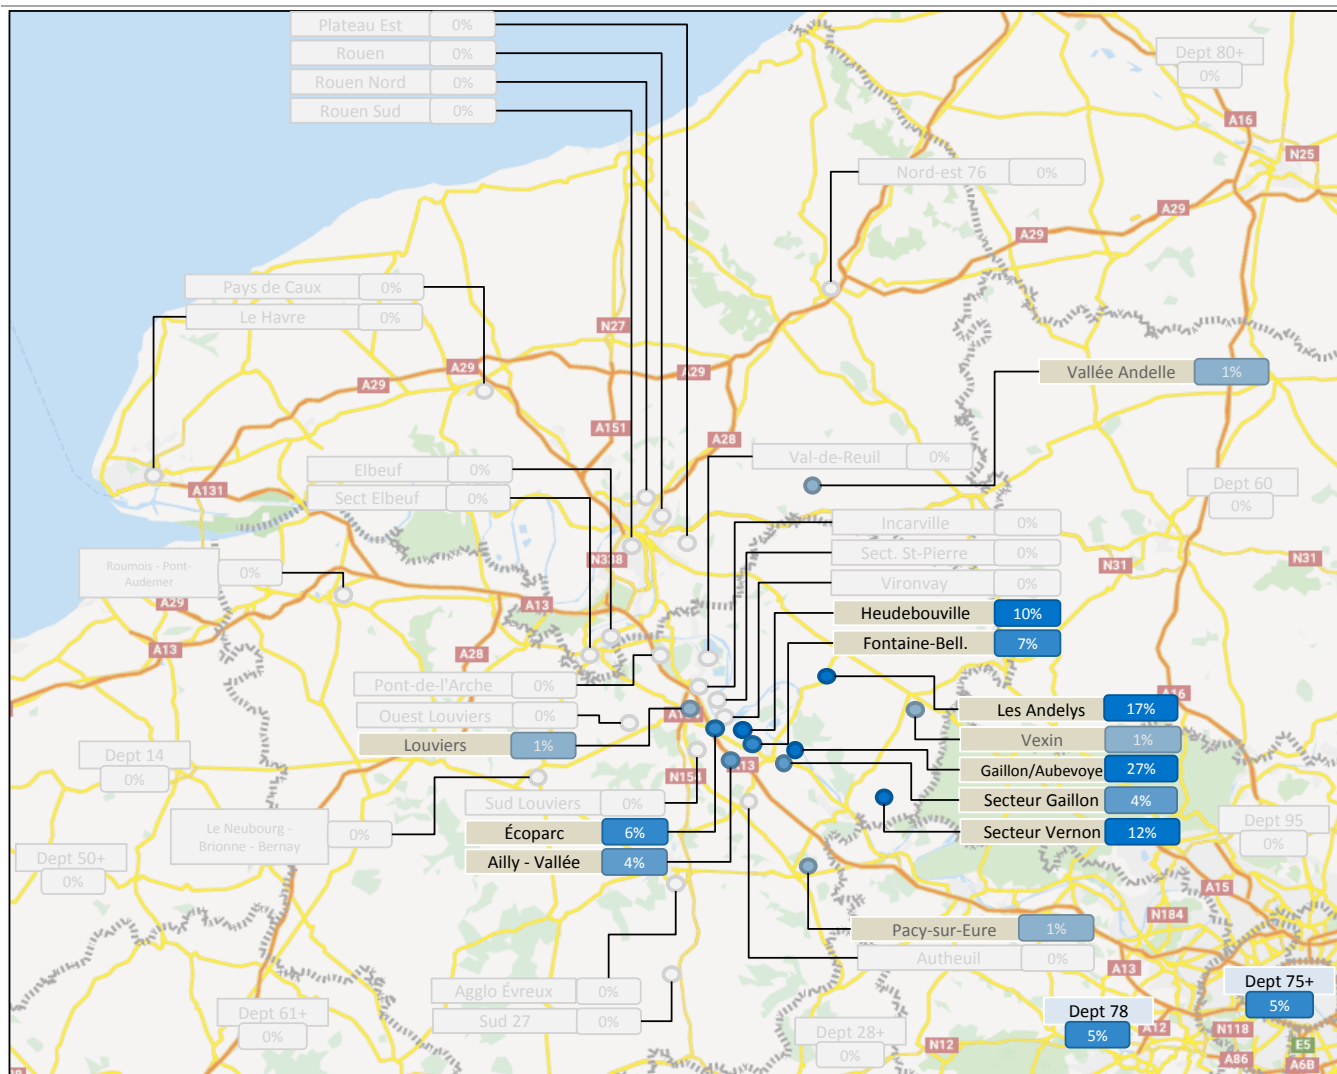 Plateau Est 0%
Rouen 0%
Rouen Nord 0%
Rouen Sud 0%
Dept 80+
0%
A16
N25
Nord-est 76 0%
A29
A29
Pays de Caux 0%
Le Havre 0%
N27
A29
A29
A29
Vallée Andelle 1%
A151
A28
Val-de-Reuil 0%
Elbeuf 0%
Sect Elbeuf 0%
A131
Dept 60
0%
Incarville 0%
Sect. St-Pierre 0%
Vironvay 0%
N338
N31
N31
Roumois - Pont-
Audemer
0%
A29
A13
A13
A28
Heudebouville 10%
Fontaine-Bell. 7%
Pont-de-l'Arche 0%
Ouest Louviers 0%
Louviers 1%
A16
Les Andelys 17%
Vexin 1%
Gaillon/Aubevoye 27%
Secteur Gaillon 4%
Secteur Vernon 12%
Dept 14
0%
N154
A13
Sud Louviers 0%
Écoparc 6%
Ailly - Vallée 4%
Le Neubourg -
Brionne - Bernay
0%
Dept 50+
0%
Dept 95
0%
A15
N184
Pacy-sur-Eure 1%
Autheuil 0%
A13
Agglo Évreux 0%
Sud 27 0%
Dept 61+
0%
Dept 28+
0%
Dept 78
5%
Dept 75+
5%
N12
A12
N118
E5
A86
A6B